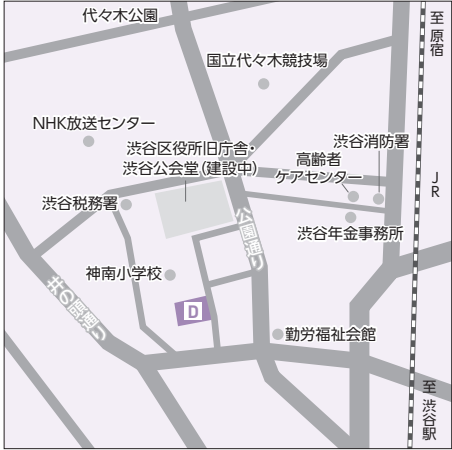 代々木公園
至 原宿
国立代々木競技場
NHK放送センター
渋谷区役所旧庁舎・
渋谷公会堂(建設中)
渋谷消防署
高齢者
ケアセンター
JR
渋谷税務署
公園通り
渋谷年金事務所
神南小学校
井の頭通り
D
勤労福祉会館
至 渋谷駅